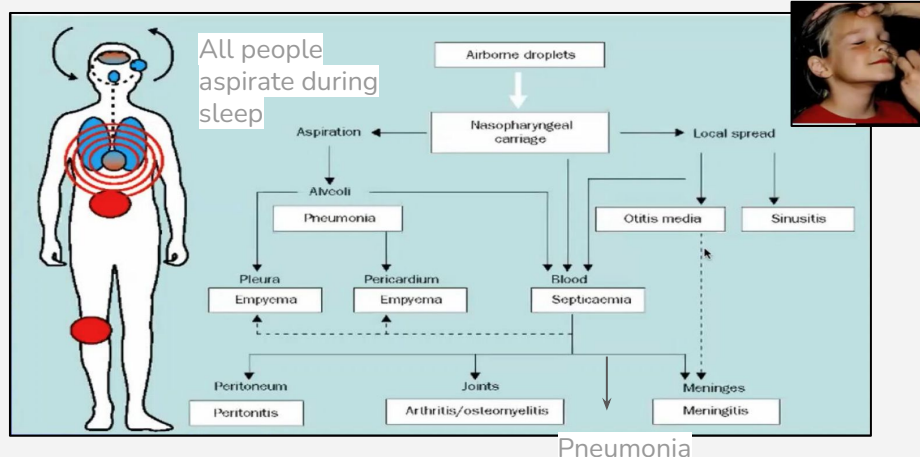 All people
aspirate during
sleep
Airborne droplets
Nasopharyngeal
carriage
Aspiration
Local spread
Alveoli
Pneumonia
Otitis media
Sinusitis
Pleura
Empyema
Pericardium
Empyema
Blood
Septicaemia
Peritoneum
Peritonitis
Joints
Arthritis/osteomyelitis
Meninges
Meningitis
Pneumonia